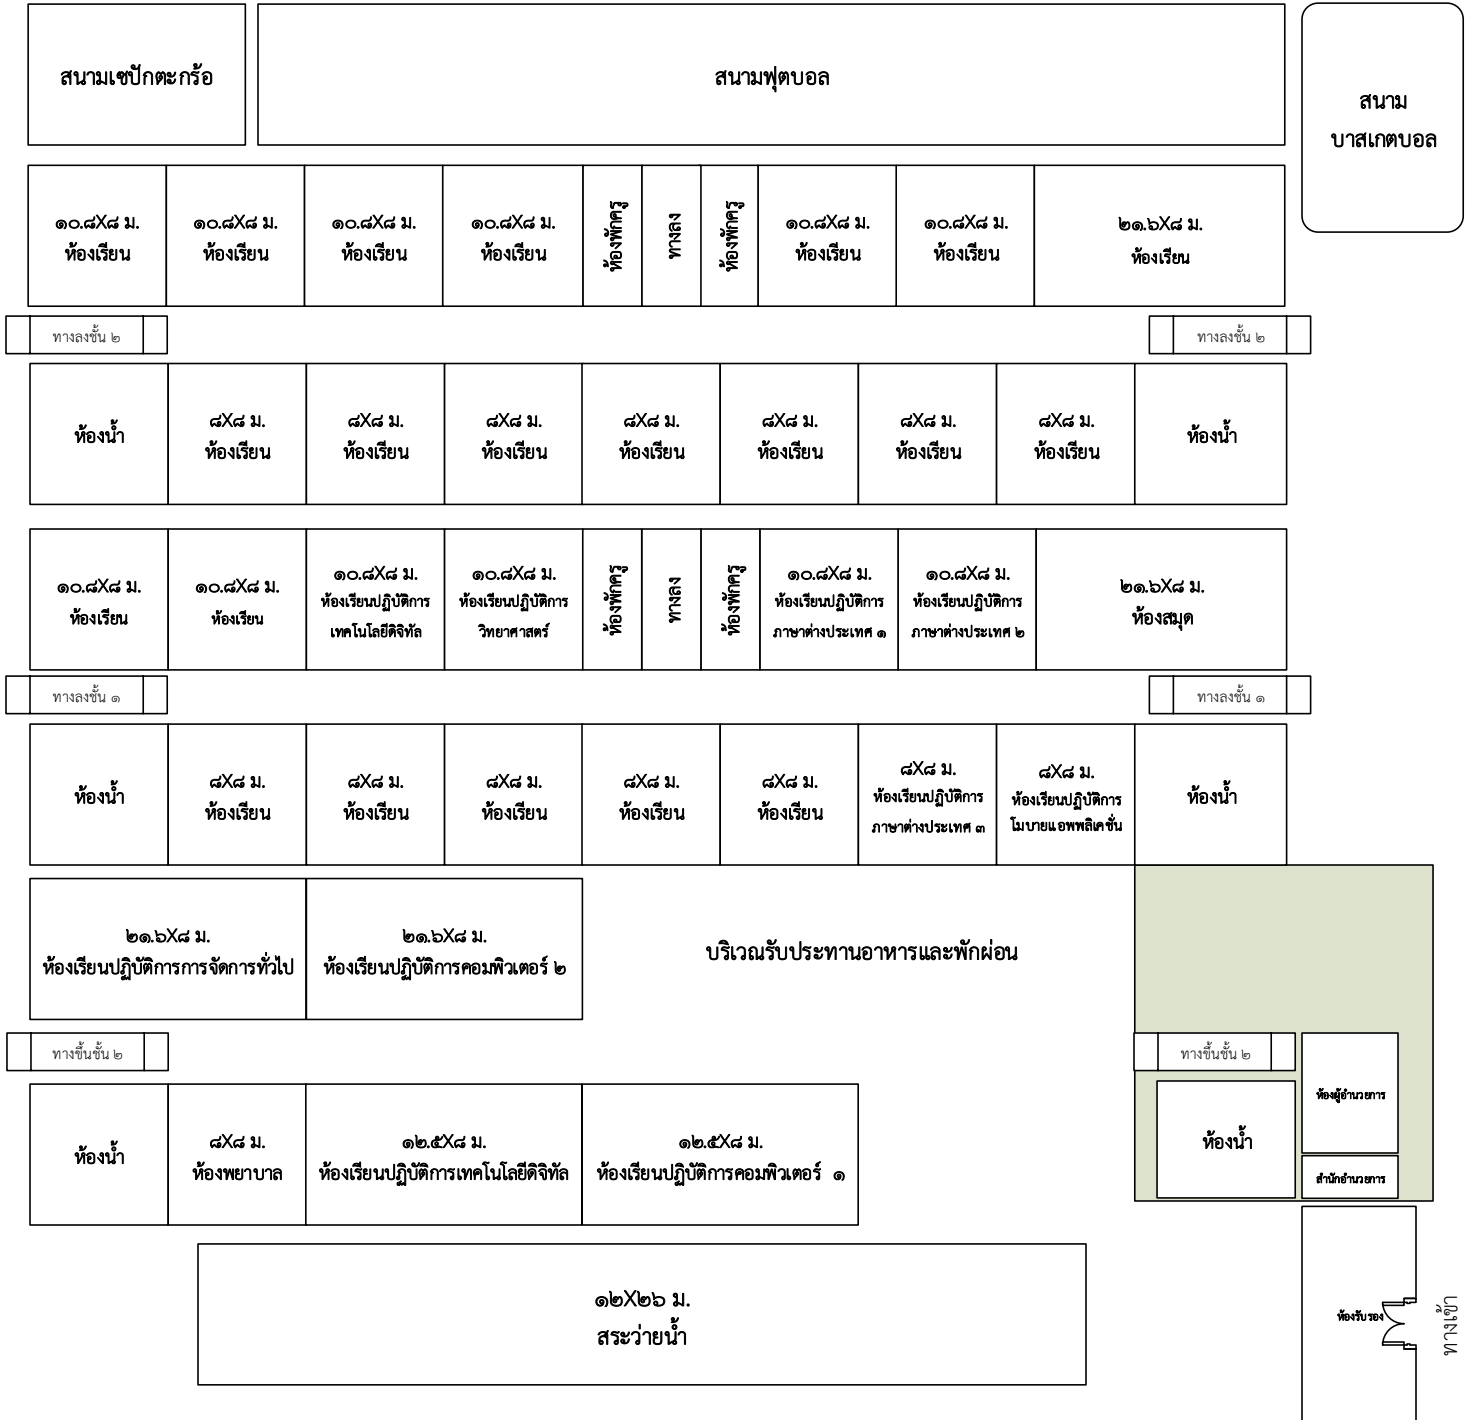 สนามเซปักตะกร้อ
สนามฟุตบอล
สนาม
บาสเกตบอล
๑๐.๘X๘ ม.
ห้องเรียน
๑๐.๘X๘ ม.
ห้องเรียน
๑๐.๘X๘ ม.
ห้องเรียน
๑๐.๘X๘ ม.
ห้องเรียน
ห้องพักครู
ทางลง
ห้องพักครู
๑๐.๘X๘ ม.
ห้องเรียน
๑๐.๘X๘ ม.
ห้องเรียน
๒๑.๖X๘ ม.
ห้องเรียน
ทางลงชั้น ๒
ทางลงชั้น ๒
ห้องน้ำ
๘X๘ ม.
ห้องเรียน
๘X๘ ม.
ห้องเรียน
๘X๘ ม.
ห้องเรียน
๘X๘ ม.
ห้องเรียน
๘X๘ ม.
ห้องเรียน
๘X๘ ม.
ห้องเรียน
๘X๘ ม.
ห้องเรียน
ห้องน้ำ
๑๐.๘X๘ ม.
ห้องเรียน
๑๐.๘X๘ ม.
ห้องเรียน
๑๐.๘X๘ ม.
ห้องเรียนปฏิบัติการ
เทคโนโลยีดิจิทัล
๑๐.๘X๘ ม.
ห้องเรียนปฏิบัติการ
วิทยาศาสตร์
ห้องพักครู
ทางลง
ห้องพักครู
๑๐.๘X๘ ม.
ห้องเรียนปฏิบัติการ
ภาษาต่างประเทศ ๑
๑๐.๘X๘ ม.
ห้องเรียนปฏิบัติการ
ภาษาต่างประเทศ ๒
๒๑.๖X๘ ม.
ห้องสมุด
ทางลงชั้น ๑
ทางลงชั้น ๑
ห้องน้ำ
๘X๘ ม.
ห้องเรียน
๘X๘ ม.
ห้องเรียน
๘X๘ ม.
ห้องเรียน
๘X๘ ม.
ห้องเรียน
๘X๘ ม.
ห้องเรียน
๘X๘ ม.
ห้องเรียนปฏิบัติการ
ภาษาต่างประเทศ ๓
๘X๘ ม.
ห้องเรียนปฏิบัติการ
โมบายแอพพลิเคชั่น
ห้องน้ำ
๒๑.๖X๘ ม.
ห้องเรียนปฏิบัติการการจัดการทั่วไป
๒๑.๖X๘ ม.
ห้องเรียนปฏิบัติการคอมพิวเตอร์ ๒
บริเวณรับประทานอาหารและพักผ่อน
ทางขึ้นชั้น ๒
ทางขึ้นชั้น ๒
ห้องผู้อำนวยการ
ห้องน้ำ
สำนักอำนวยการ
ห้องน้ำ
๘X๘ ม.
ห้องพยาบาล
๑๒.๕X๘ ม.
ห้องเรียนปฏิบัติการเทคโนโลยีดิจิทัล
๑๒.๕X๘ ม.
ห้องเรียนปฏิบัติการคอมพิวเตอร์ ๑
๑๒X๒๖ ม.
สระว่ายน้ำ
ห้องรับรอง
ทางเข้า